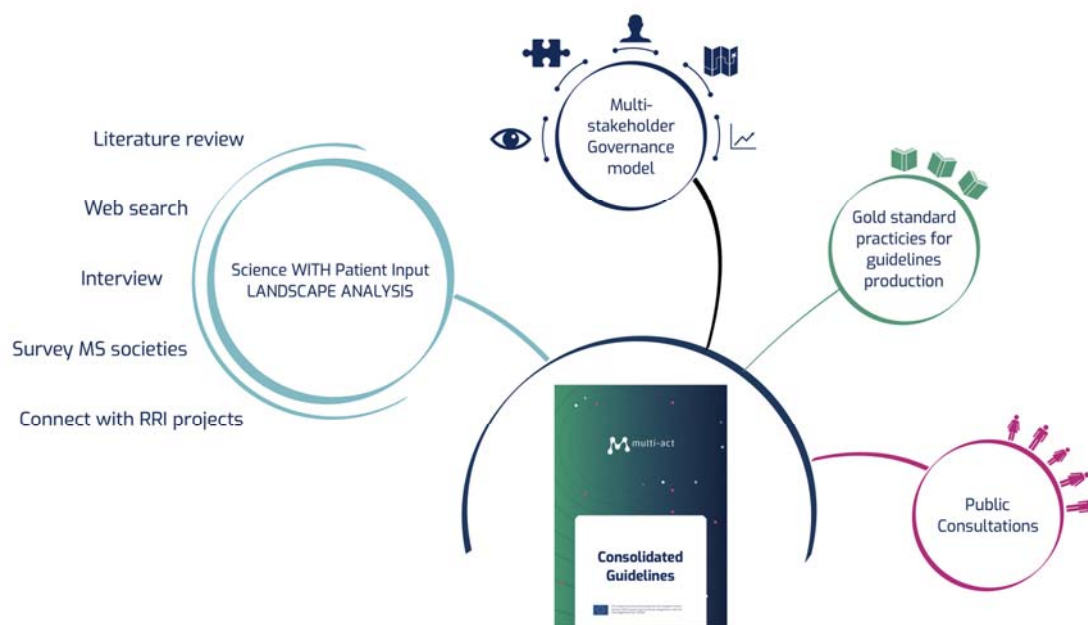 Literature review
Web search
Interview
Survey MS societies
Connect with RRI projects
Science WITH Patient Input
LANDSCAPE ANALYSIS
Multi-
stakeholder
Governance
model
Gold standard
practicies for
guidelines
production
Public
Consultations
multi-act
Consolidated
Guidelines